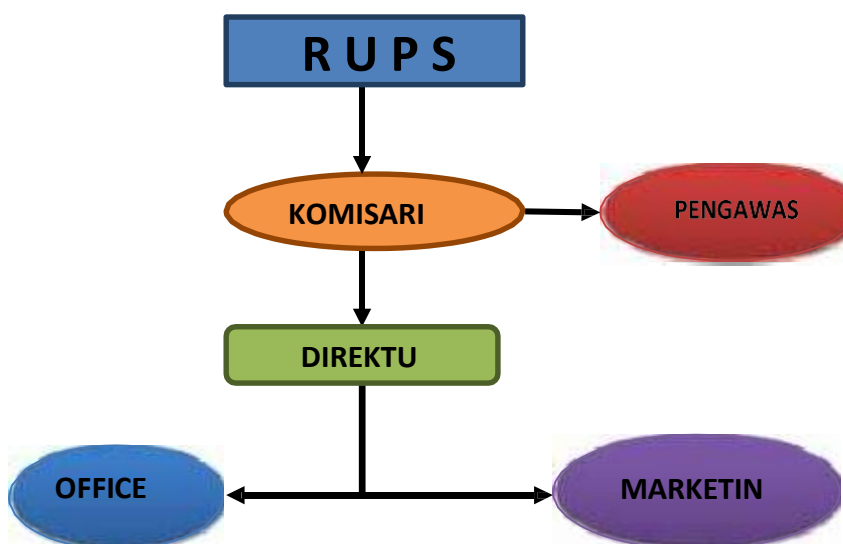 R U P S
KOMISARI
PENGAWAS
DIREKTU
OFFICE
MARKETIN